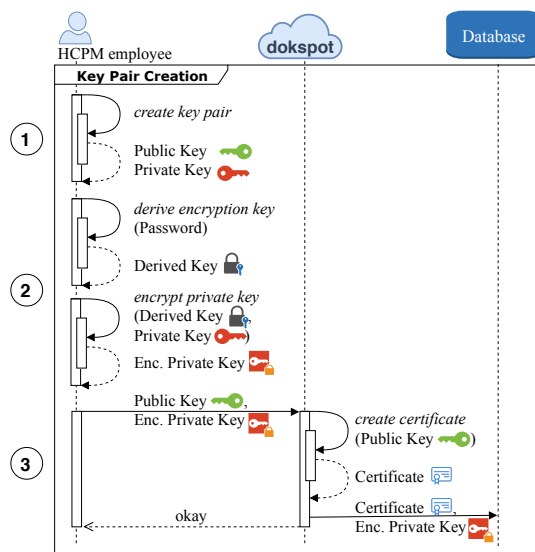 HCPM employee
dokspot
Database
Key Pair Creation
1
create key pair
Public Key
Private Key
derive encryption key
(Password)
Derived Key
2
encrypt private key
(Derived Key ,
Private Key )
Enc. Private Key
Public Key ,
Enc. Private Key
3
create certificate
(Public Key )
Certificate
Certificate ,
Enc. Private Key
okay